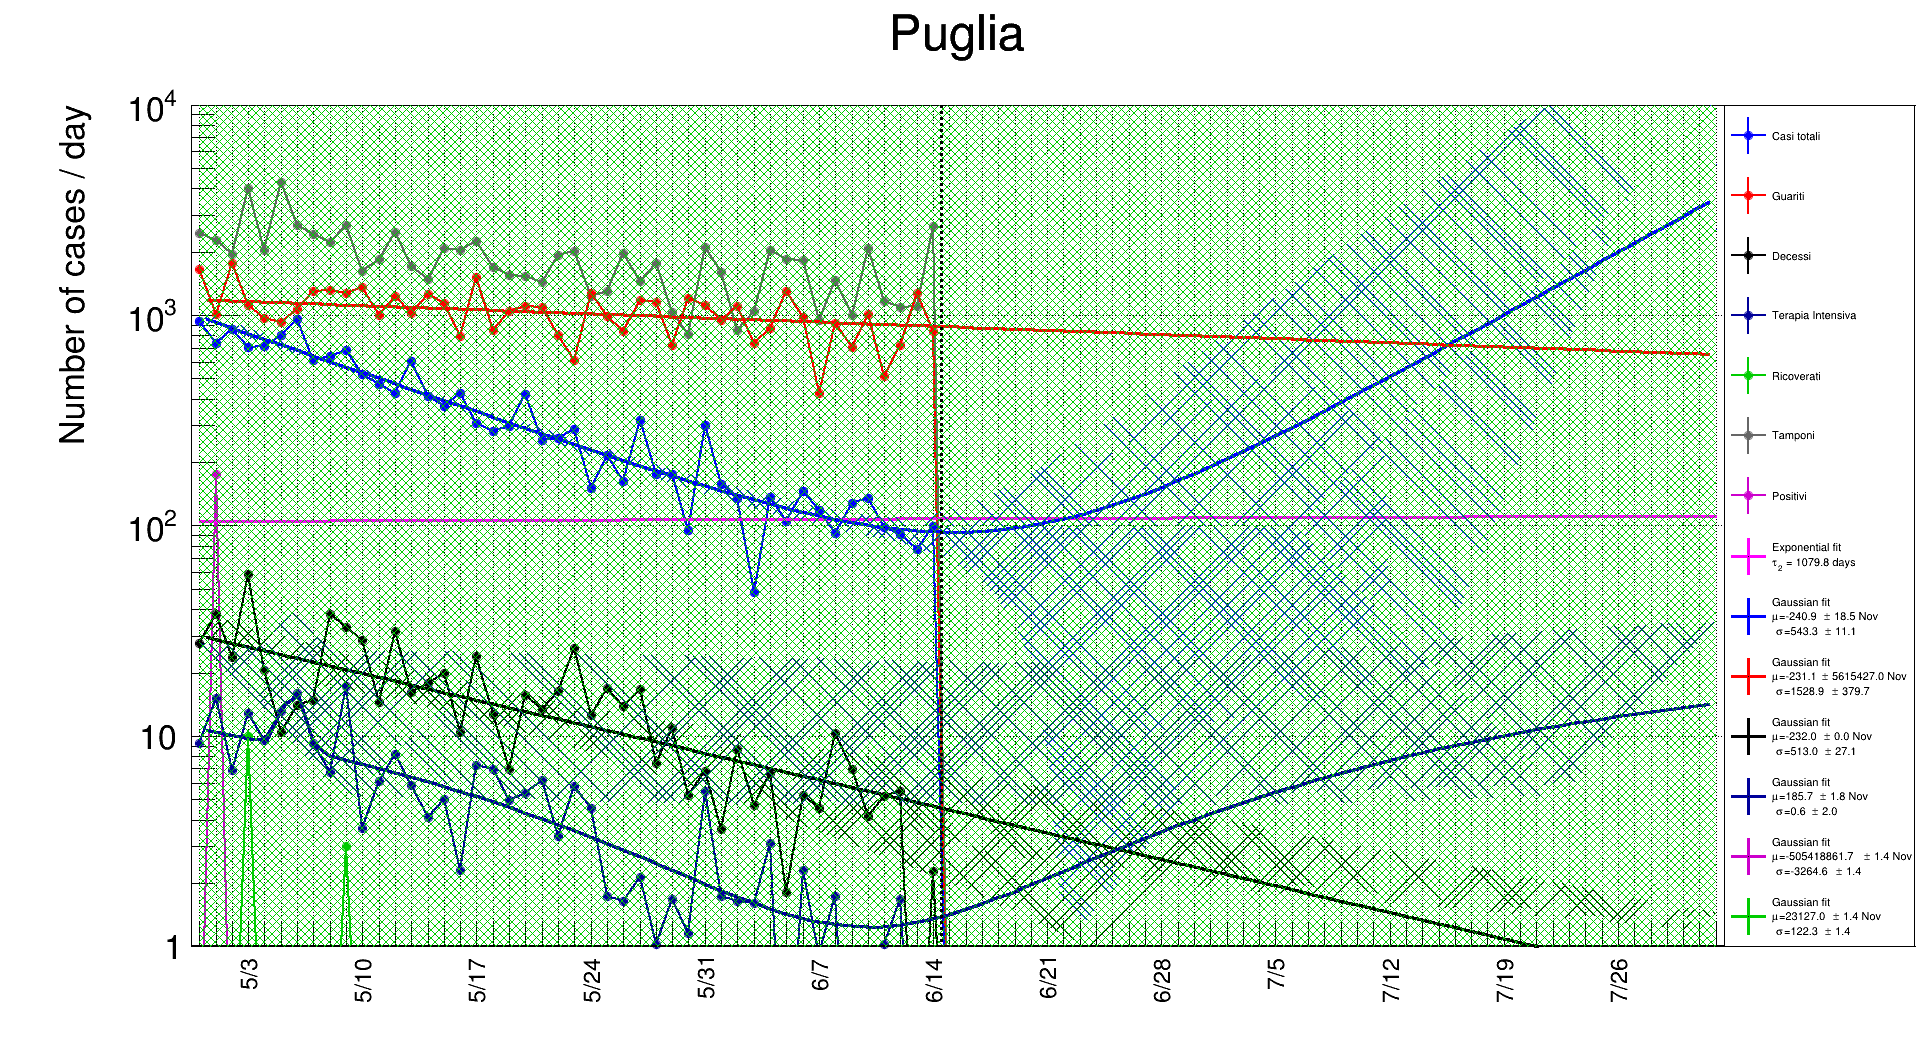 Puglia
Number of cases / day
10⁴
10³
10²
10
1
5/3
5/10
5/17
5/24
5/31
6/7
6/14
6/21
6/28
7/5
7/12
7/19
7/26
Casi totali
Guariti
Decessi
Terapia Intensiva
Ricoverati
Tamponi
Positivi
Exponential fit
τ₂ = 1079.8 days
Gaussian fit
μ=-240.9 ± 18.5 Nov
σ=543.3 ± 11.1
Gaussian fit
μ=-231.1 ± 5615427.0 Nov
σ=1528.9 ± 379.7
Gaussian fit
μ=-232.0 ± 0.0 Nov
σ=513.0 ± 27.1
Gaussian fit
μ=185.7 ± 1.8 Nov
σ=0.6 ± 2.0
Gaussian fit
μ=-505418861.7 ± 1.4 Nov
σ=-3264.6 ± 1.4
Gaussian fit
μ=23127.0 ± 1.4 Nov
σ=122.3 ± 1.4